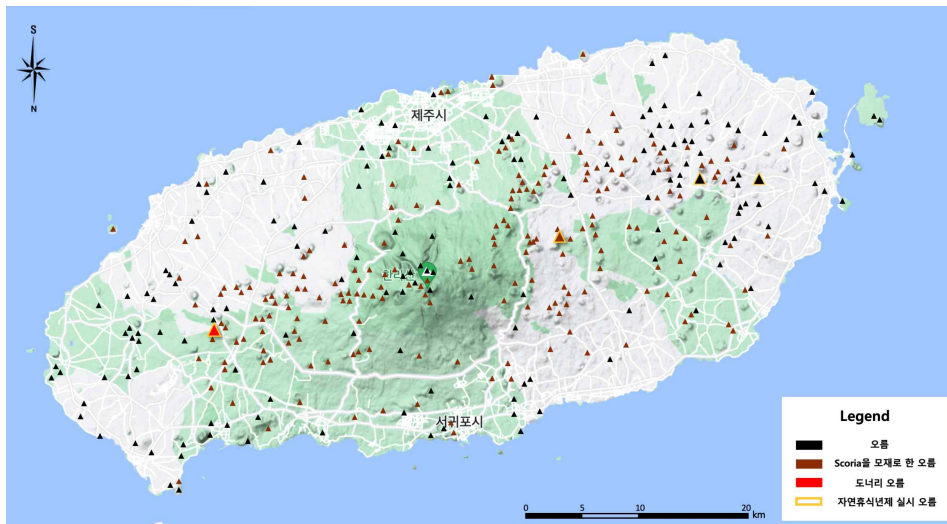 S
N
제주시
한라산
서귀포시
Legend
오름
Scoria을 모재로 한 오름
도너리 오름
자연휴식년제 실시 오름
0 5 10 20
km